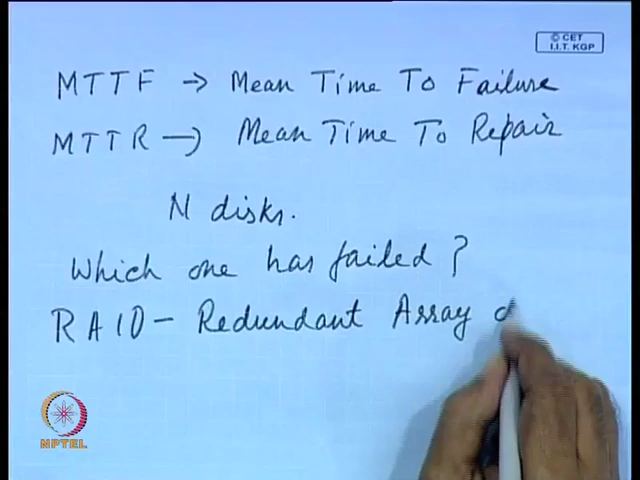 © CET
I.I.T. KGP
MTTF → Mean Time To Failure
MTTR → Mean Time To Repair
N disks.
Which one has failed?
RAID - Redundant Array
NPTEL